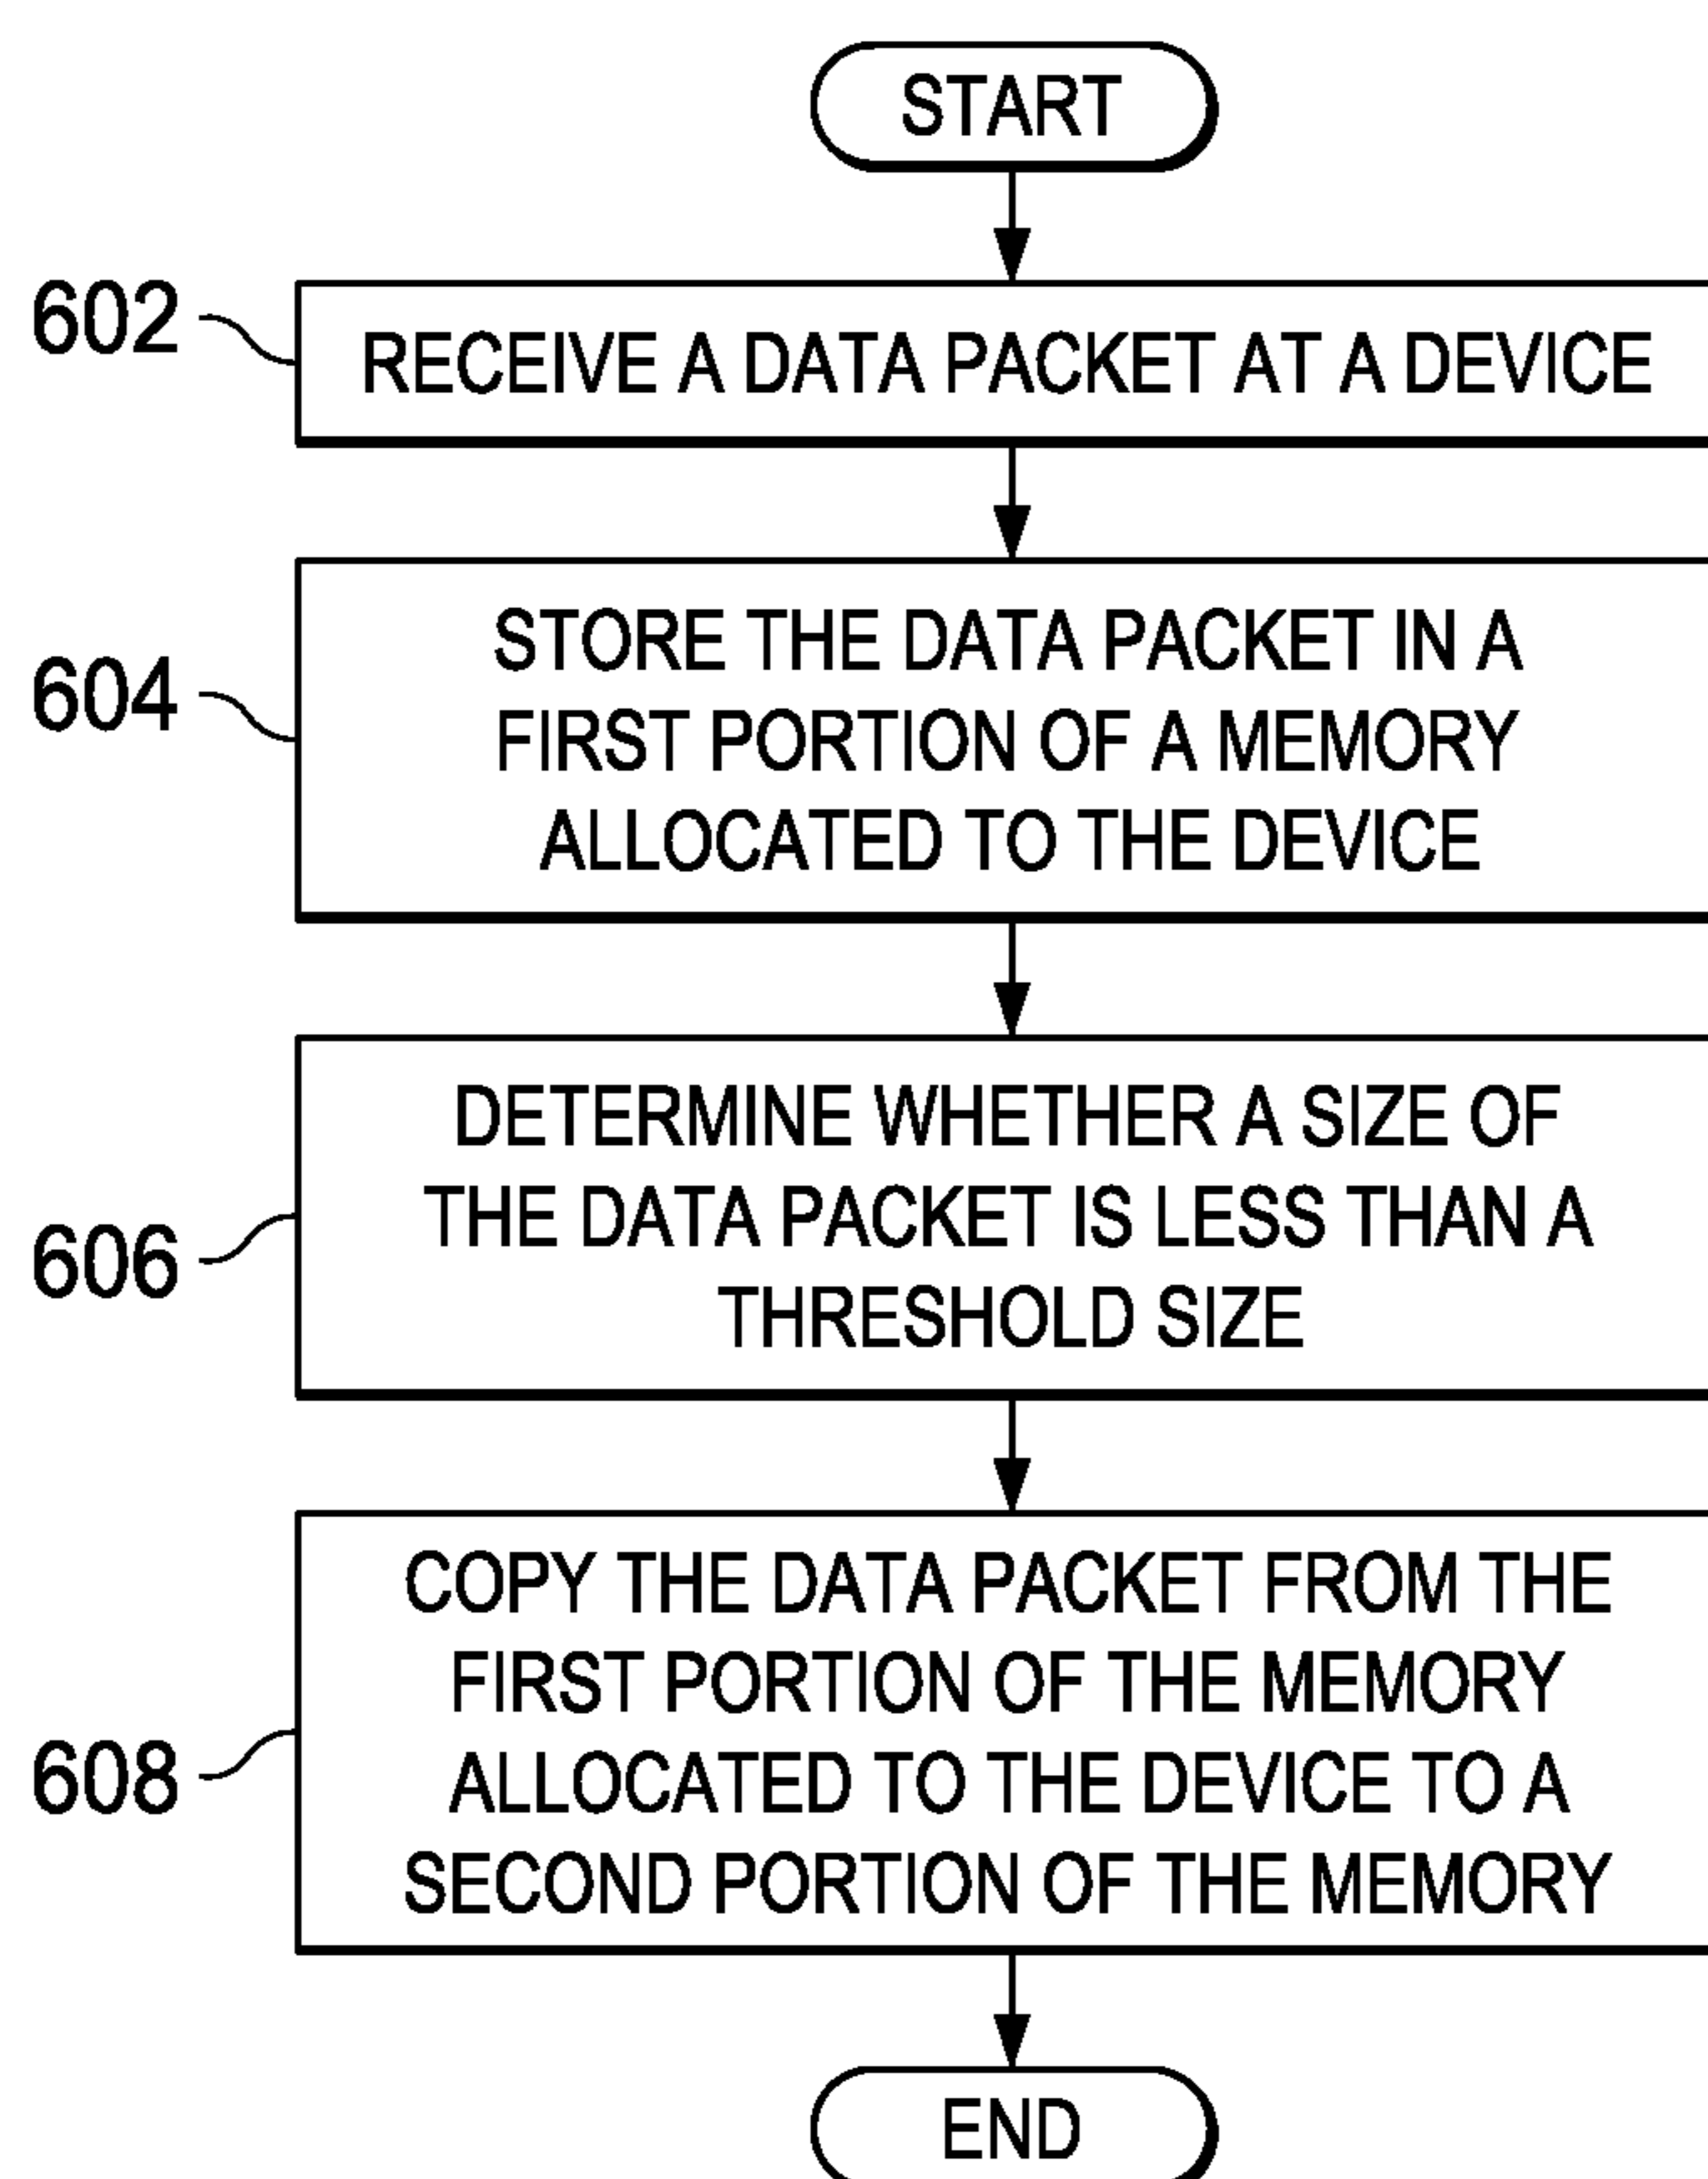 START
602
RECEIVE A DATA PACKET AT A DEVICE
604
STORE THE DATA PACKET IN A
FIRST PORTION OF A MEMORY
ALLOCATED TO THE DEVICE
606
DETERMINE WHETHER A SIZE OF
THE DATA PACKET IS LESS THAN A
THRESHOLD SIZE
608
COPY THE DATA PACKET FROM THE
FIRST PORTION OF THE MEMORY
ALLOCATED TO THE DEVICE TO A
SECOND PORTION OF THE MEMORY
END